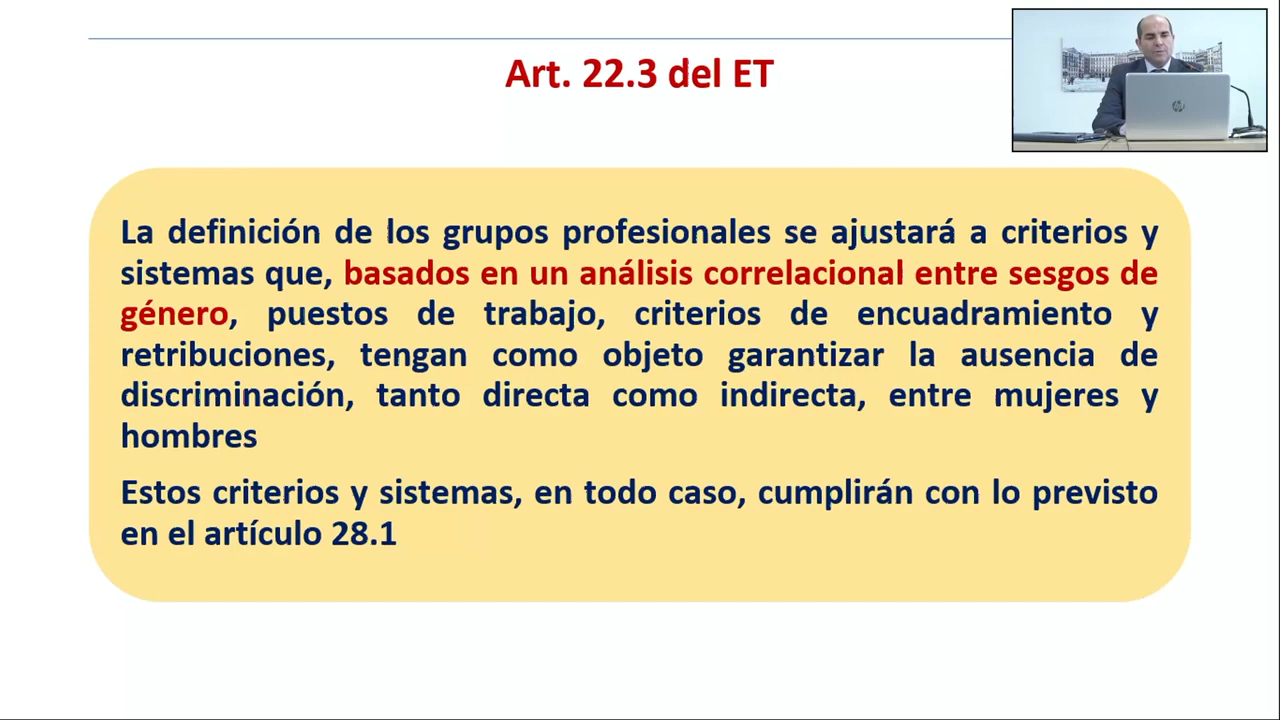 Art. 22.3 del ET
La definición de los grupos profesionales se ajustará a criterios y
sistemas que, basados en un análisis correlacional entre sesgos de
género, puestos de trabajo, criterios de encuadramiento y
retribuciones, tengan como objeto garantizar la ausencia de
discriminación, tanto directa como indirecta, entre mujeres y
hombres
Estos criterios y sistemas, en todo caso, cumplirán con lo previsto
en el artículo 28.1
hp